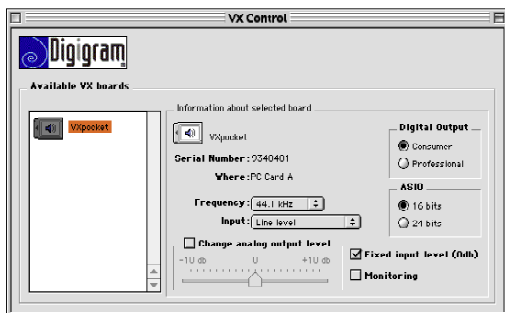 VX Control
Digigram
Available VX boards
VXpocket
Information about selected board
VXpocket
Serial Number: 9340401
Where: PC Card A
Frequency: 44.1 kHz
Input: Line level
Change analog output level
-10 db 0 +10 db
Digital Output
Consumer
Professional
ASIO
16 bits
24 bits
Fixed input level (0db)
Monitoring